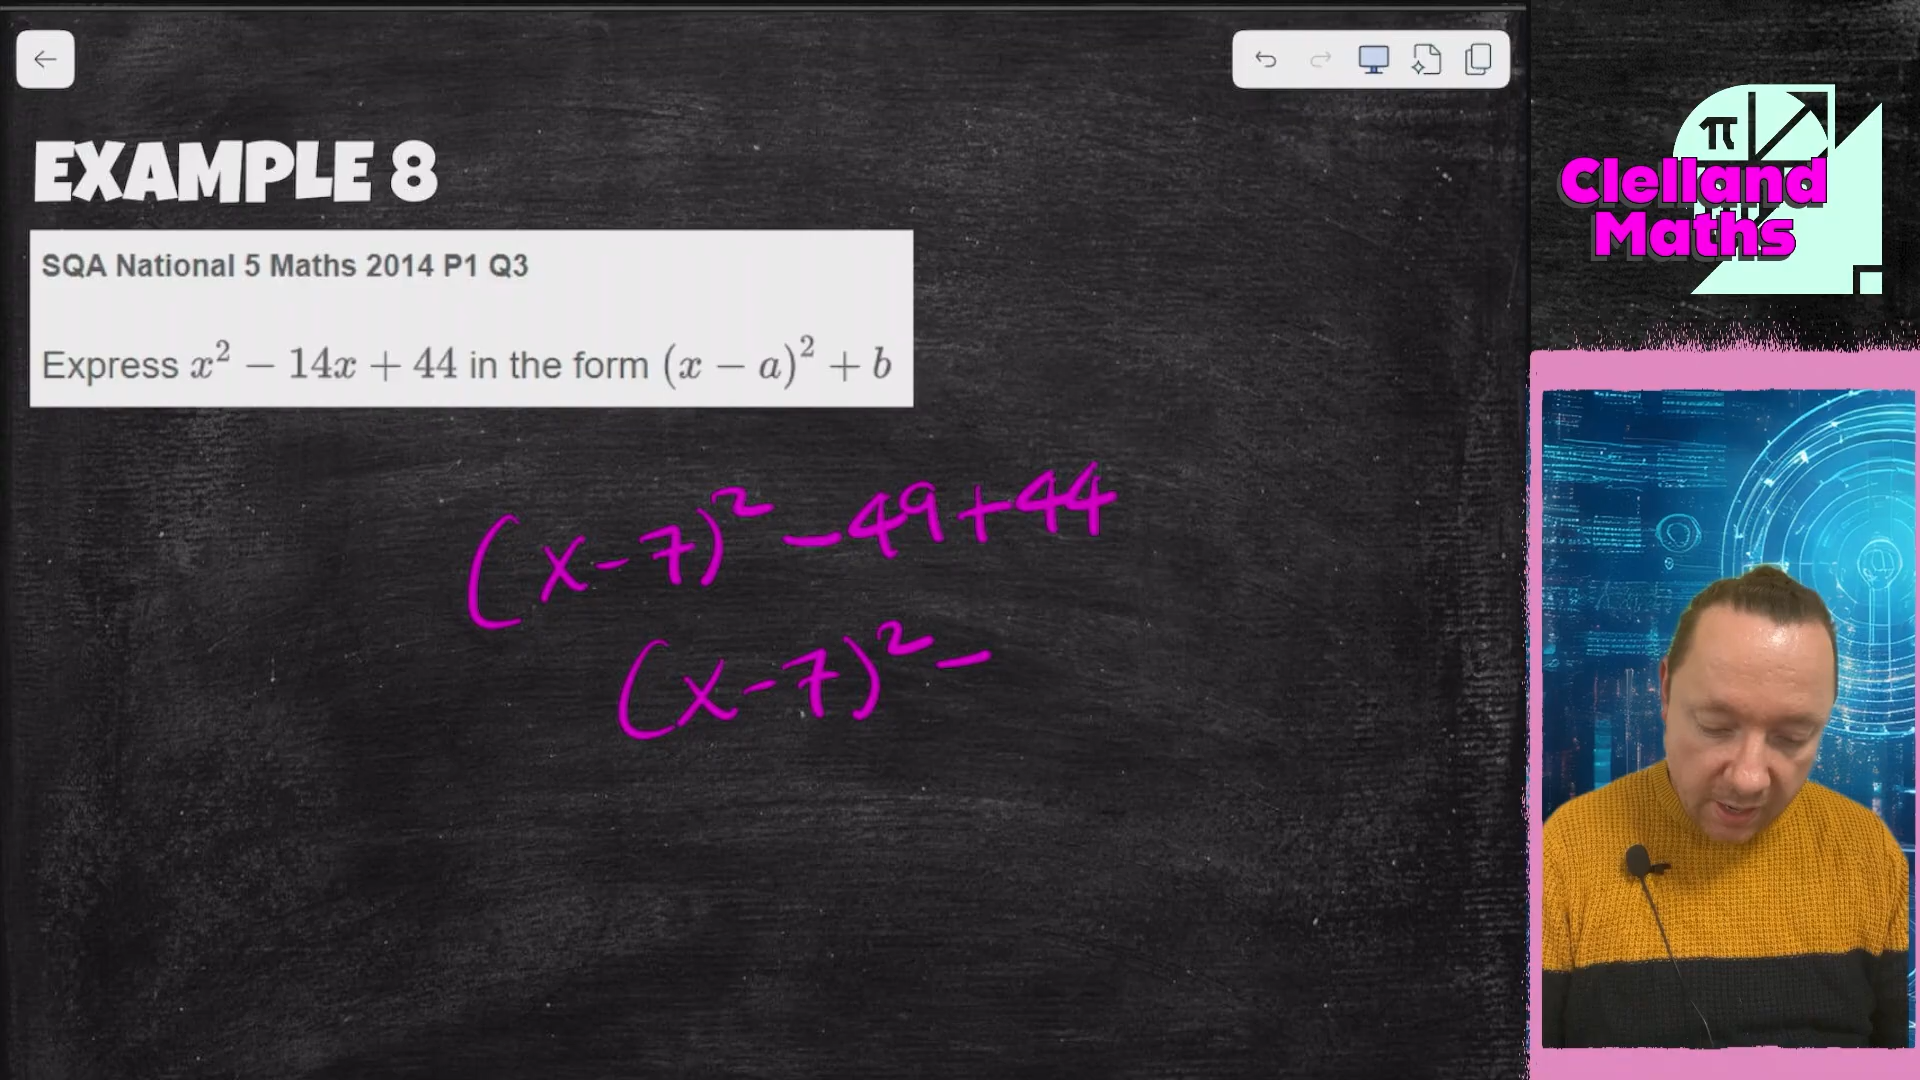 EXAMPLE 8
SQA National 5 Maths 2014 P1 Q3
Express x² − 14x + 44 in the form (x − a)² + b
(x-7)² -49+44
(x-7)² -
π
Clelland
Maths